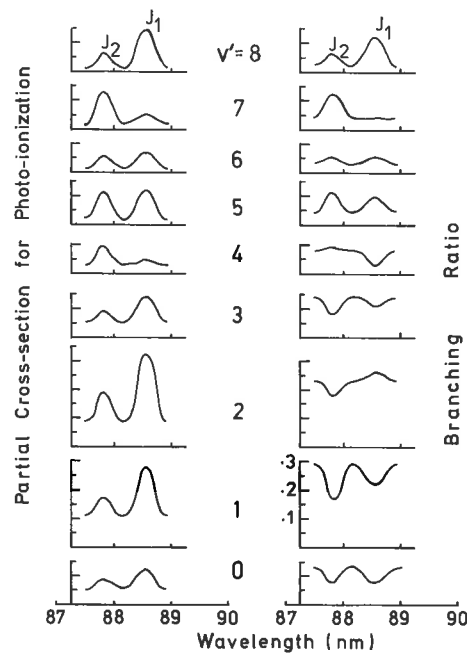 J₂ J₁ v'= 8 J₂ J₁
7
6
5
4
3
2
1
0
.3
.2
.1
Partial Cross-section for Photo-ionization
Branching Ratio
87 88 89 90 87 88 89 90
Wavelength (nm)